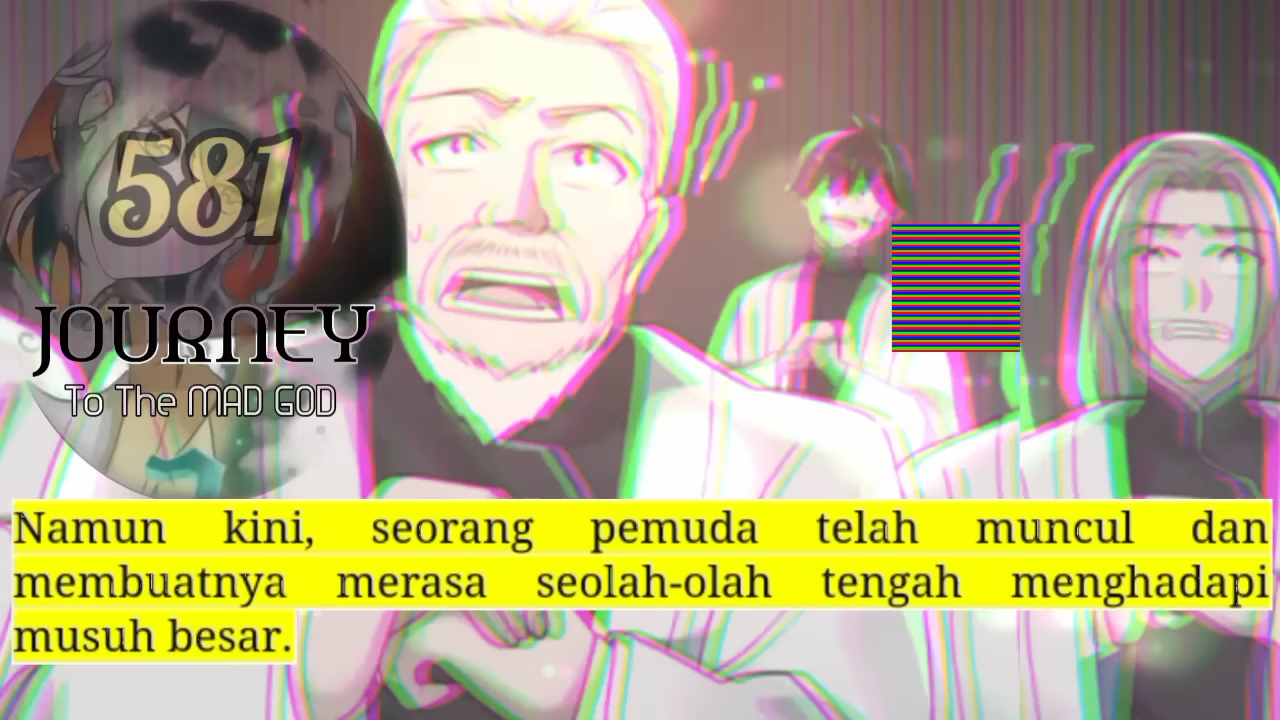 581
JOURNEY
To The MAD GOD
Namun kini, seorang pemuda telah muncul dan
membuatnya merasa seolah-olah tengah menghadapi
musuh besar.